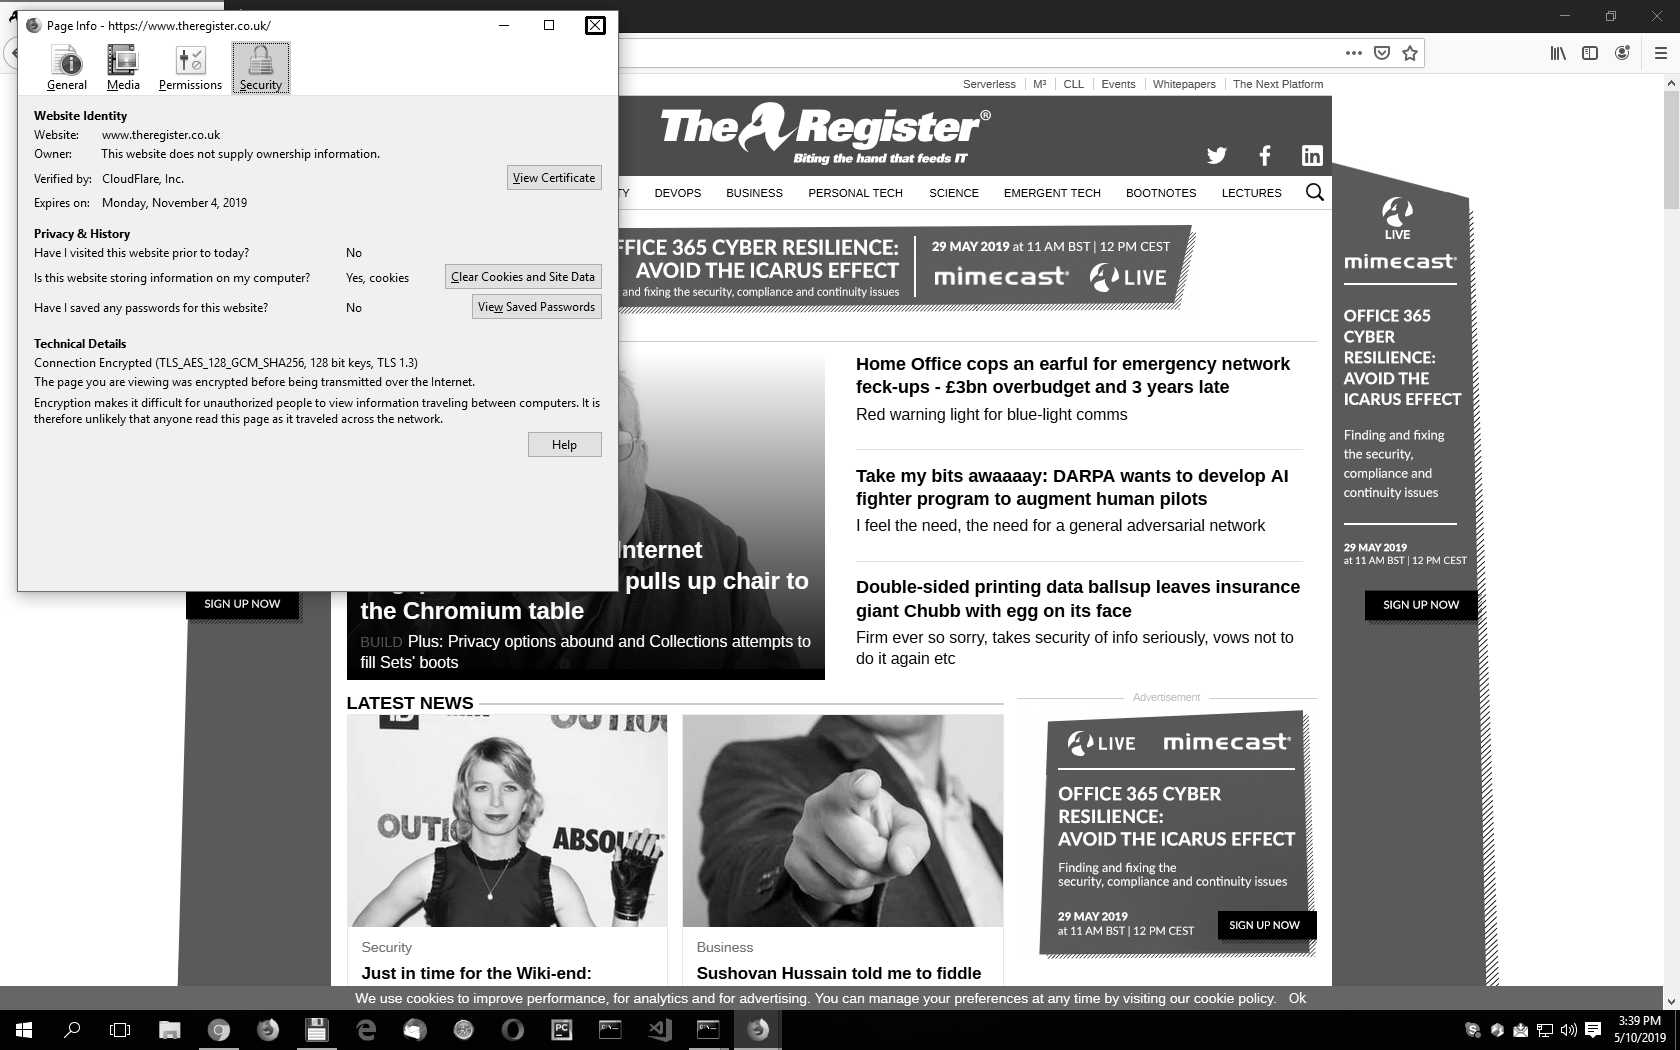 Page Info - https://www.theregister.co.uk/
General
Media
Permissions
Security
Website Identity
Website: www.theregister.co.uk
Owner: This website does not supply ownership information.
Verified by: CloudFlare, Inc.
View Certificate
Expires on: Monday, November 4, 2019
Privacy & History
Have I visited this website prior to today? No
Is this website storing information on my computer? Yes, cookies
Clear Cookies and Site Data
Have I saved any passwords for this website? No
View Saved Passwords
Technical Details
Connection Encrypted (TLS_AES_128_GCM_SHA256, 128 bit keys, TLS 1.3)
The page you are viewing was encrypted before being transmitted over the Internet.
Encryption makes it difficult for unauthorized people to view information traveling between computers. It is
therefore unlikely that anyone read this page as it traveled across the network.
Help
Serverless M³ CLL Events Whitepapers The Next Platform
The Register®
Biting the hand that feeds IT
TY DEVOPS BUSINESS PERSONAL TECH SCIENCE EMERGENT TECH BOOTNOTES LECTURES
FFICE 365 CYBER RESILIENCE:
AVOID THE ICARUS EFFECT
and fixing the security, compliance and continuity issues
29 MAY 2019 at 11 AM BST | 12 PM CEST
mimecast® LIVE
LIVE
mimecast®
OFFICE 365
CYBER
RESILIENCE:
AVOID THE
ICARUS EFFECT
Finding and fixing
the security,
compliance and
continuity issues
29 MAY 2019
at 11 AM BST | 12 PM CEST
SIGN UP NOW
SIGN UP NOW
Internet
pulls up chair to
the Chromium table
BUILD Plus: Privacy options abound and Collections attempts to
fill Sets' boots
Home Office cops an earful for emergency network
feck-ups - £3bn overbudget and 3 years late
Red warning light for blue-light comms
Take my bits awaaaay: DARPA wants to develop AI
fighter program to augment human pilots
I feel the need, the need for a general adversarial network
Double-sided printing data ballsup leaves insurance
giant Chubb with egg on its face
Firm ever so sorry, takes security of info seriously, vows not to
do it again etc
LATEST NEWS
Advertisement
ABSOLUT
Security
Just in time for the Wiki-end:
Business
Sushovan Hussain told me to fiddle
LIVE mimecast®
OFFICE 365 CYBER
RESILIENCE:
AVOID THE ICARUS EFFECT
Finding and fixing the
security, compliance and continuity issues
29 MAY 2019
at 11 AM BST | 12 PM CEST
SIGN UP NOW
We use cookies to improve performance, for analytics and for advertising. You can manage your preferences at any time by visiting our cookie policy. Ok
PC
3:39 PM
5/10/2019